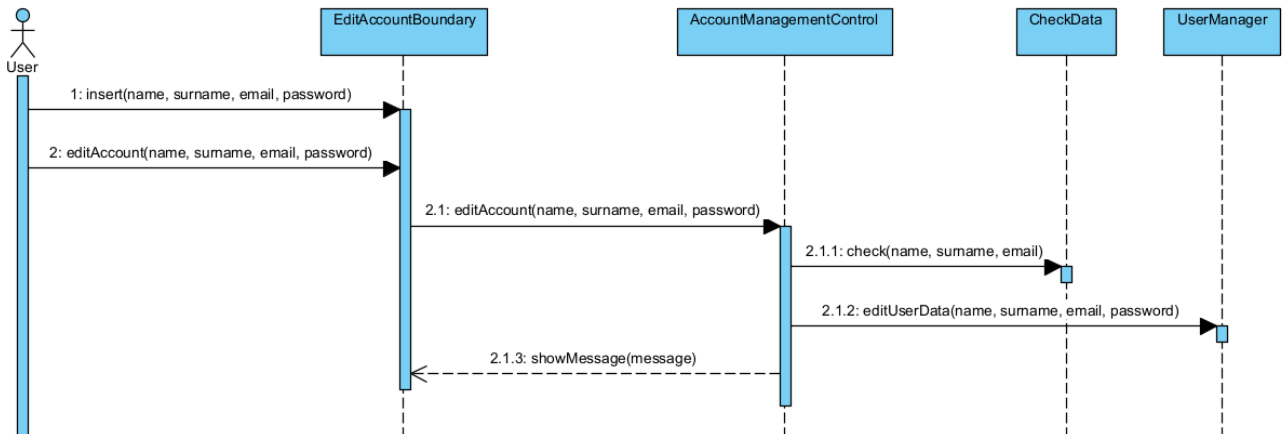 EditAccountBoundary
AccountManagementControl
CheckData
UserManager
User
1: insert(name, surname, email, password)
2: editAccount(name, surname, email, password)
2.1: editAccount(name, surname, email, password)
2.1.1: check(name, surname, email)
2.1.2: editUserData(name, surname, email, password)
2.1.3: showMessage(message)